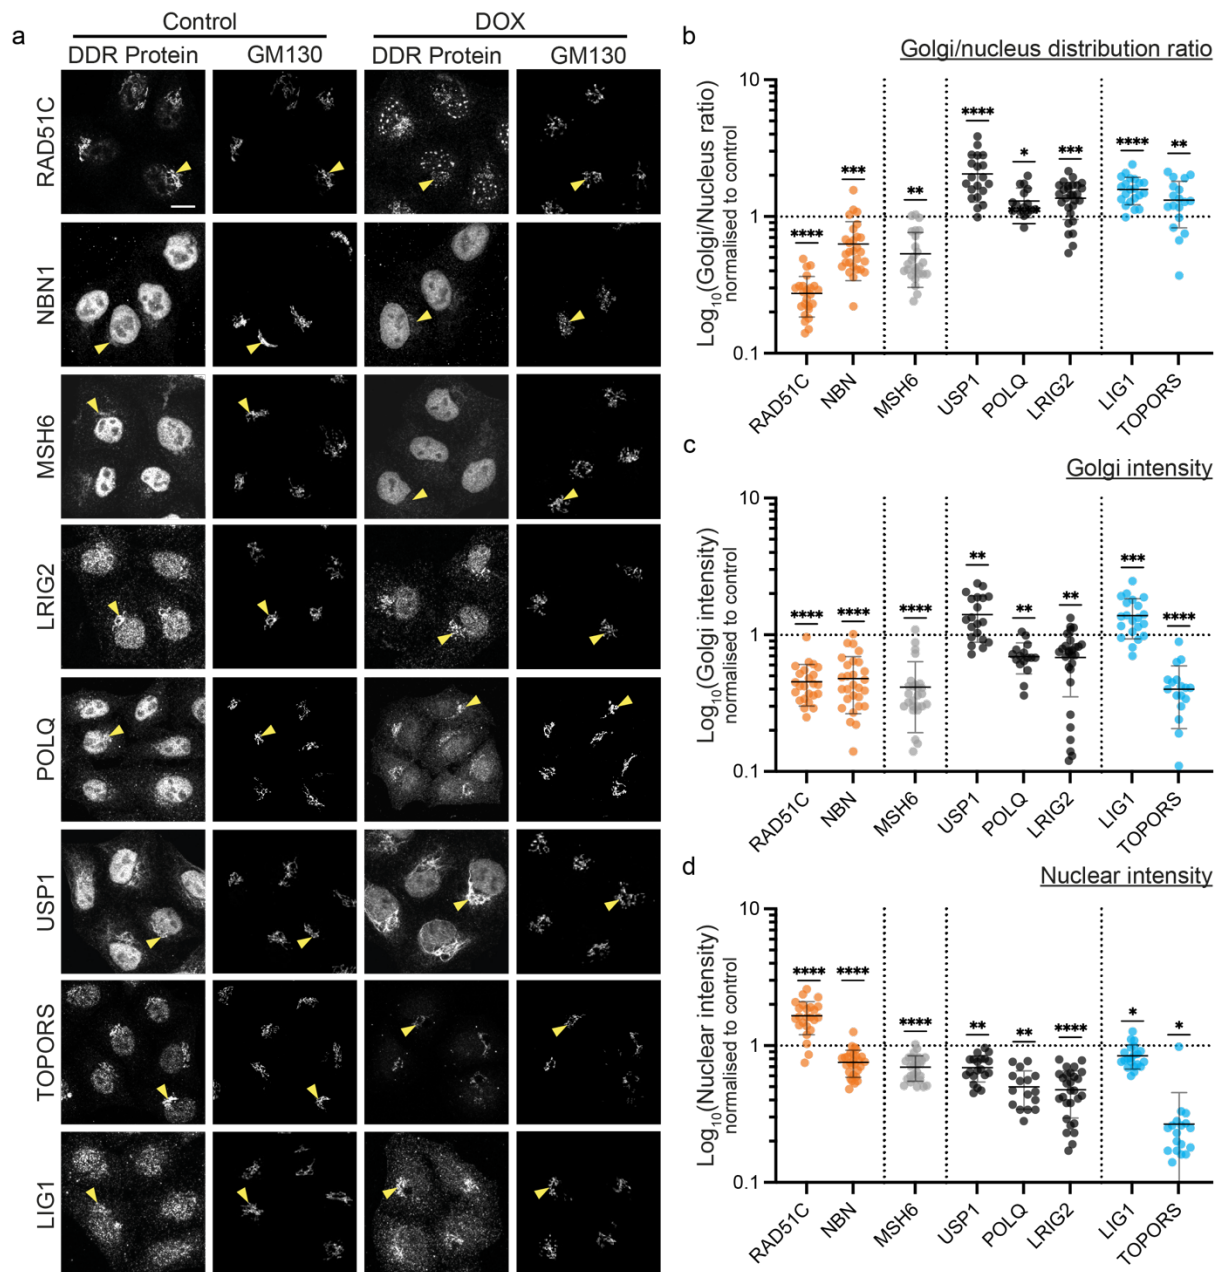 a
Control
DOX
DDR Protein
GM130
DDR Protein
GM130
RAD51C
NBN1
MSH6
LRIG2
POLQ
USP1
TOPORS
LIG1
b
Golgi/nucleus distribution ratio
Log10(Golgi/Nucleus ratio)
normalised to control
10
1
0.1
****
***
**
****
*
***
****
**
RAD51C
NBN
MSH6
USP1
POLQ
LRIG2
LIG1
TOPORS
c
Golgi intensity
Log10(Golgi intensity)
normalised to control
10
1
0.1
****
****
****
**
**
**
***
****
RAD51C
NBN
MSH6
USP1
POLQ
LRIG2
LIG1
TOPORS
d
Nuclear intensity
Log10(Nuclear intensity)
normalised to control
10
1
0.1
****
****
****
**
**
****
*
*
RAD51C
NBN
MSH6
USP1
POLQ
LRIG2
LIG1
TOPORS